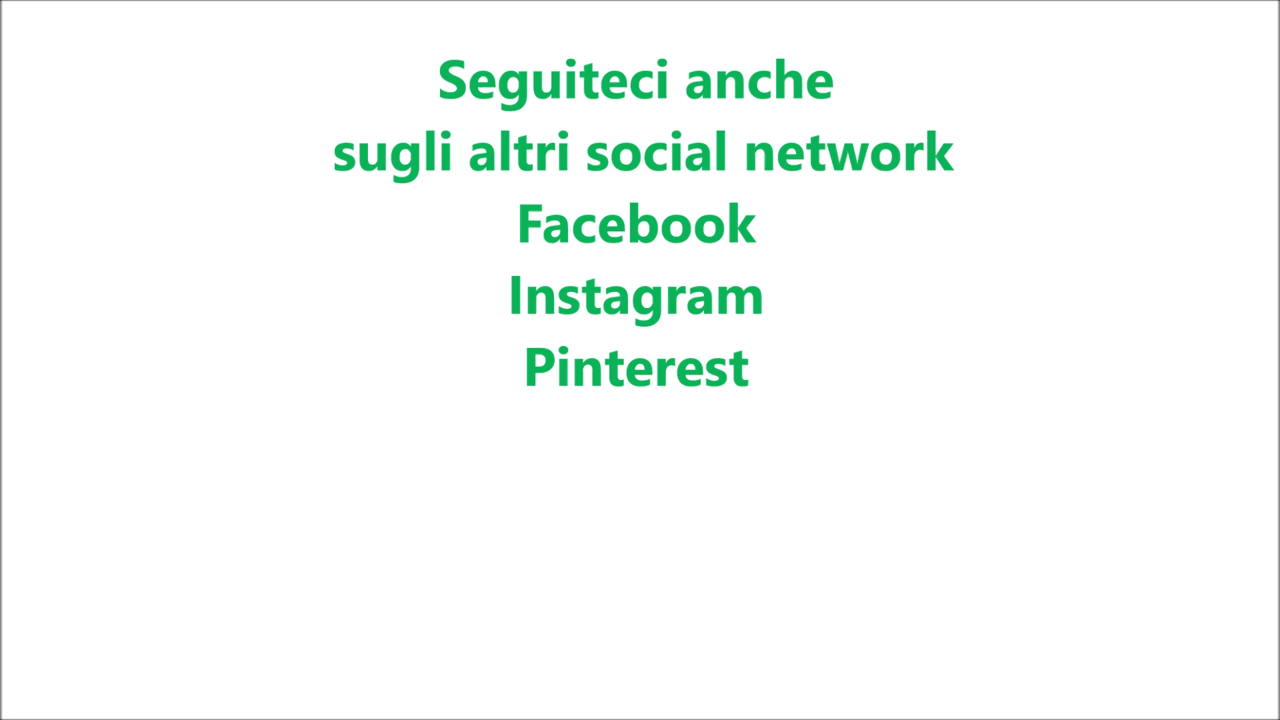 Seguiteci anche
sugli altri social network
Facebook
Instagram
Pinterest